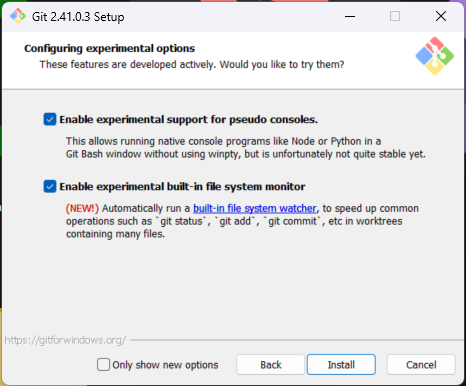 Git 2.41.0.3 Setup
Configuring experimental options
These features are developed actively. Would you like to try them?
Enable experimental support for pseudo consoles.
This allows running native console programs like Node or Python in a
Git Bash window without using winpty, but is unfortunately not quite stable yet.
Enable experimental built-in file system monitor
(NEW!) Automatically run a built-in file system watcher, to speed up common
operations such as `git status`, `git add`, `git commit`, etc in worktrees
containing many files.
https://gitforwindows.org/
Only show new options
Back
Install
Cancel